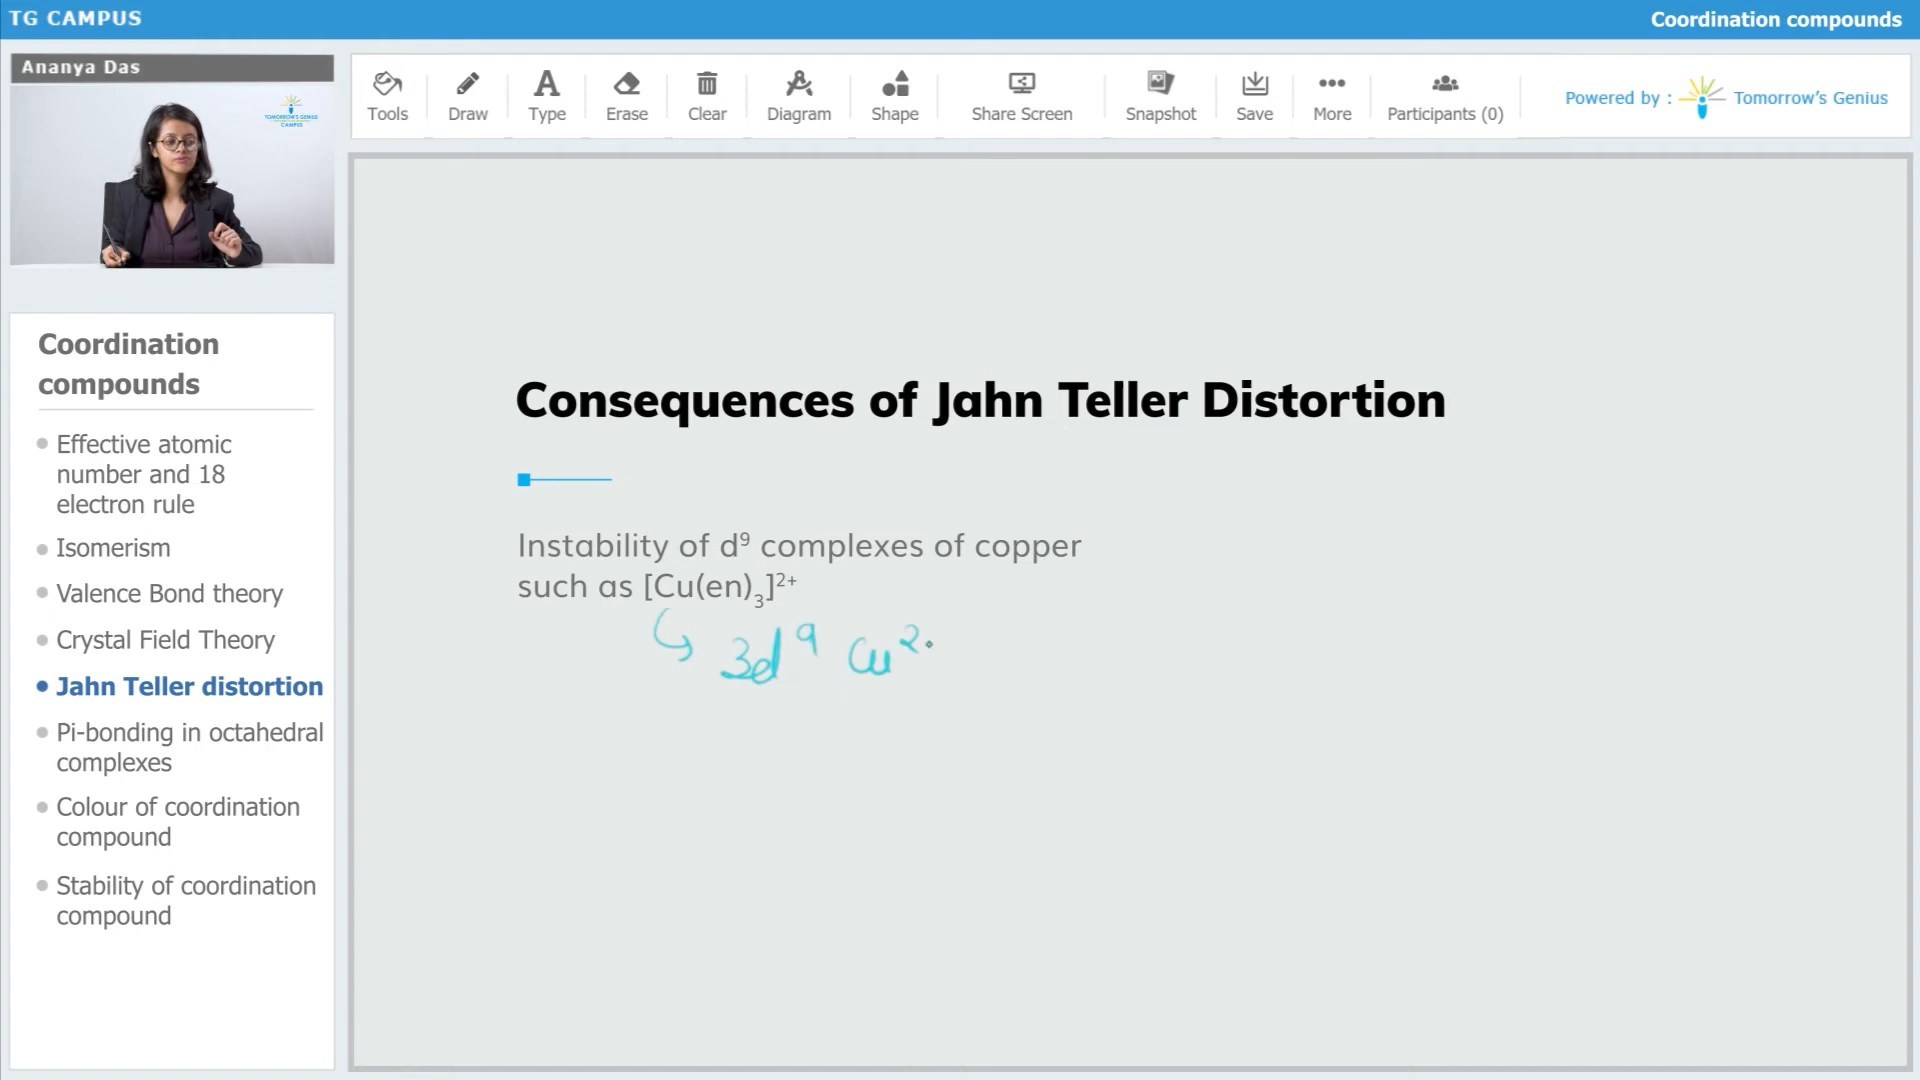 TG CAMPUS
Coordination compounds
Ananya Das
TOMORROW'S GENIUS
CAMPUS
Tools
Draw
Type
Erase
Clear
Diagram
Shape
Share Screen
Snapshot
Save
More
Participants (0)
Powered by :
Tomorrow's Genius
Coordination
compounds
Effective atomic
number and 18
electron rule
Isomerism
Valence Bond theory
Crystal Field Theory
Jahn Teller distortion
Pi-bonding in octahedral
complexes
Colour of coordination
compound
Stability of coordination
compound
Consequences of Jahn Teller Distortion
Instability of d⁹ complexes of copper
such as [Cu(en)₃]²⁺
3d⁹ Cu²